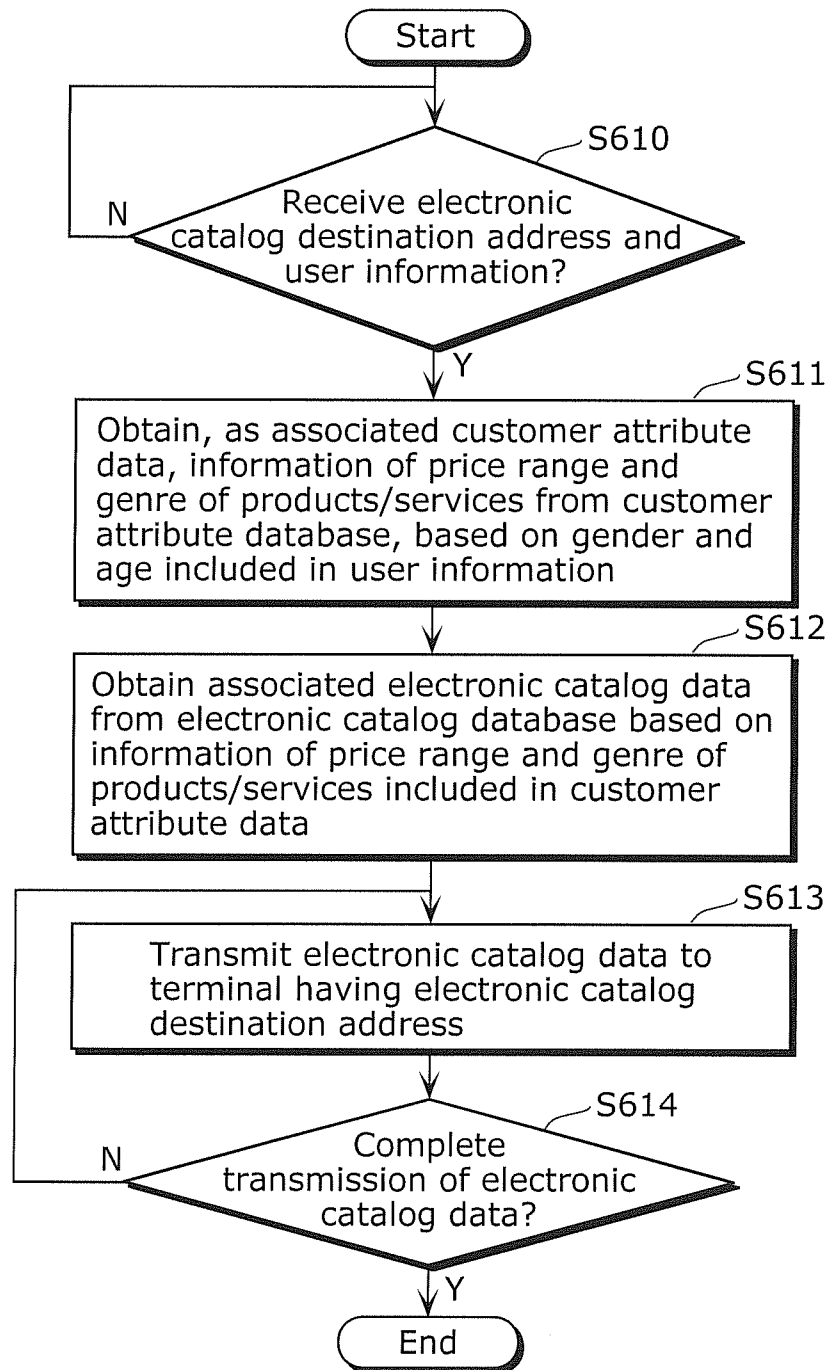 Start
S610
Receive electronic
catalog destination address and
user information?
N
Y
S611
Obtain, as associated customer attribute
data, information of price range and
genre of products/services from customer
attribute database, based on gender and
age included in user information
S612
Obtain associated electronic catalog data
from electronic catalog database based on
information of price range and genre of
products/services included in customer
attribute data
S613
Transmit electronic catalog data to
terminal having electronic catalog
destination address
S614
Complete
transmission of electronic
catalog data?
N
Y
End